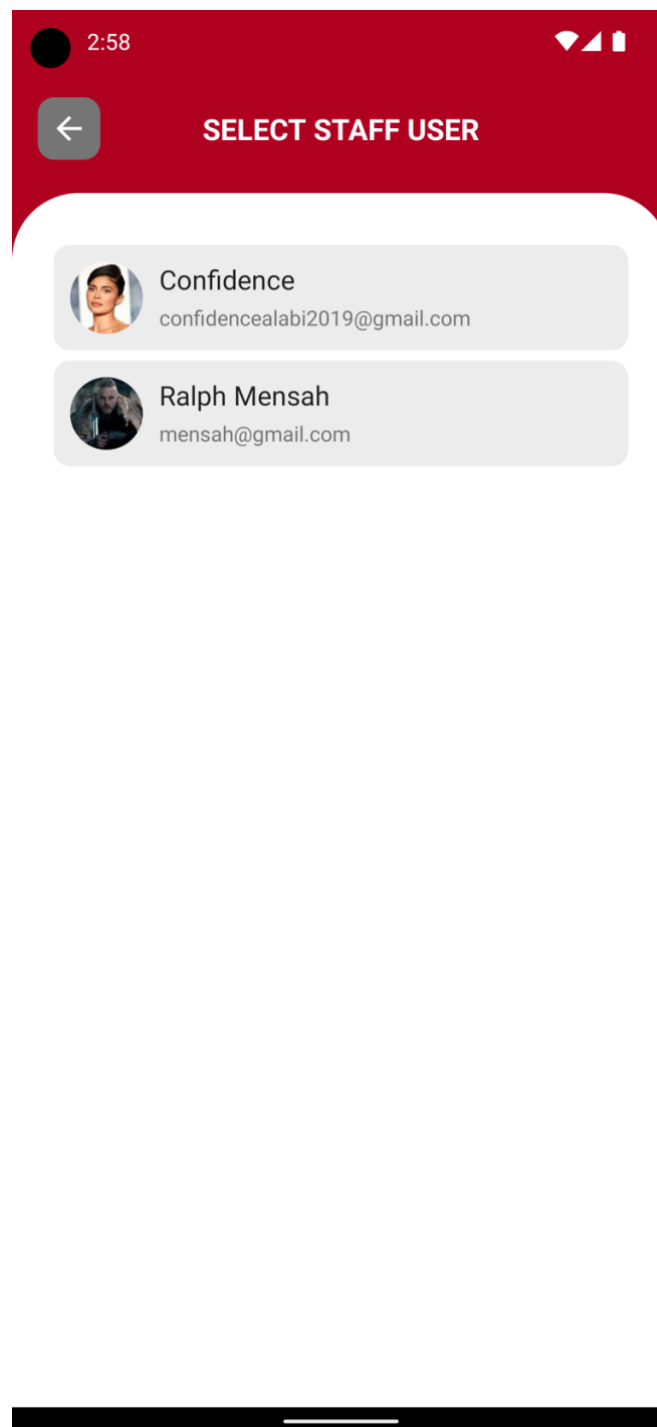 2:58
SELECT STAFF USER
Confidence
confidencealabi2019@gmail.com
Ralph Mensah
mensah@gmail.com